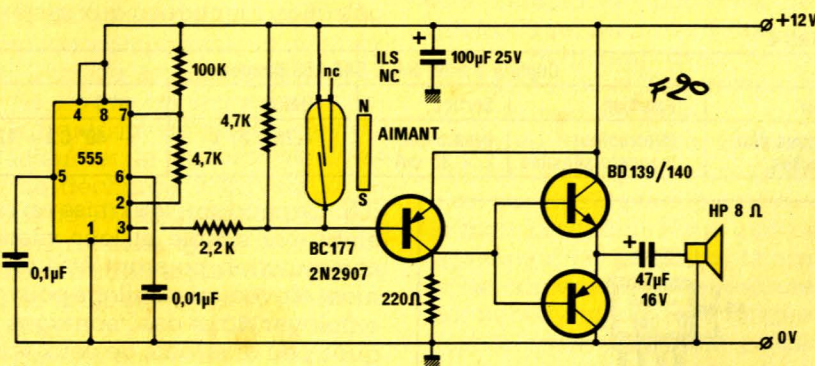 +12V
100K
nc
ILS
NC
100µF 25V
F20
4 8 7
555
4,7K
4,7K
N
AIMANT
5 6
2
3
1
S
BD 139/140
HP 8 Ω
2,2K
BC177
2N2907
0,1µF
0,01µF
220Ω
47µF
16V
0V